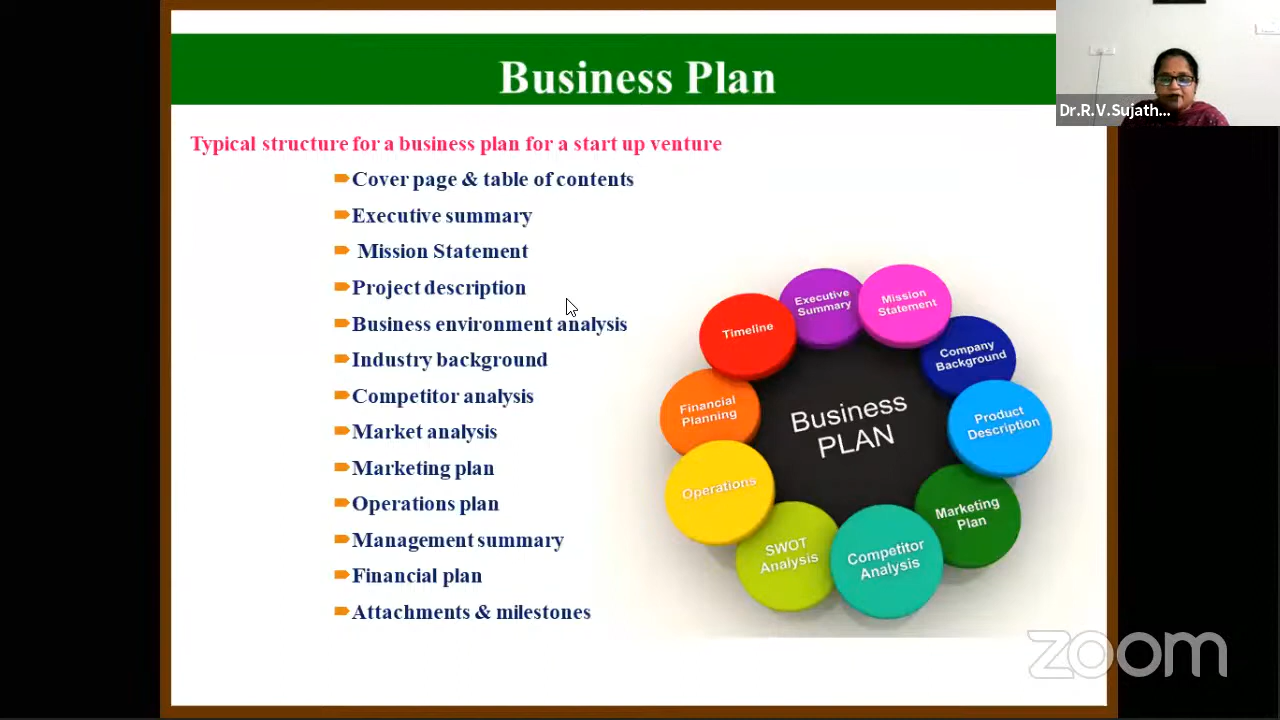 Business Plan
Dr.R.V.Sujath...
Typical structure for a business plan for a start up venture
Cover page & table of contents
Executive summary
Mission Statement
Project description
Business environment analysis
Industry background
Competitor analysis
Market analysis
Marketing plan
Operations plan
Management summary
Financial plan
Attachments & milestones
Executive
Summary
Mission
Statement
Company
Background
Product
Description
Marketing
Plan
Competitor
Analysis
SWOT
Analysis
Operations
Financial
Planning
Timeline
Business
PLAN
zoom